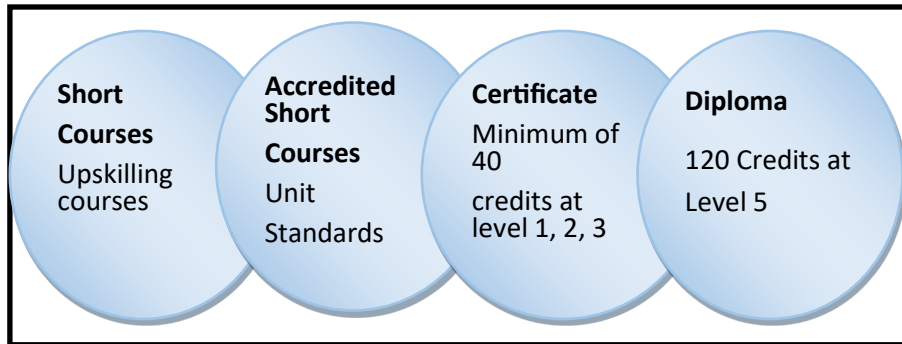 Short
Courses
Upskilling
courses
Accredited
Short
Courses
Unit
Standards
Certificate
Minimum of
40
credits at
level 1, 2, 3
Diploma
120 Credits at
Level 5